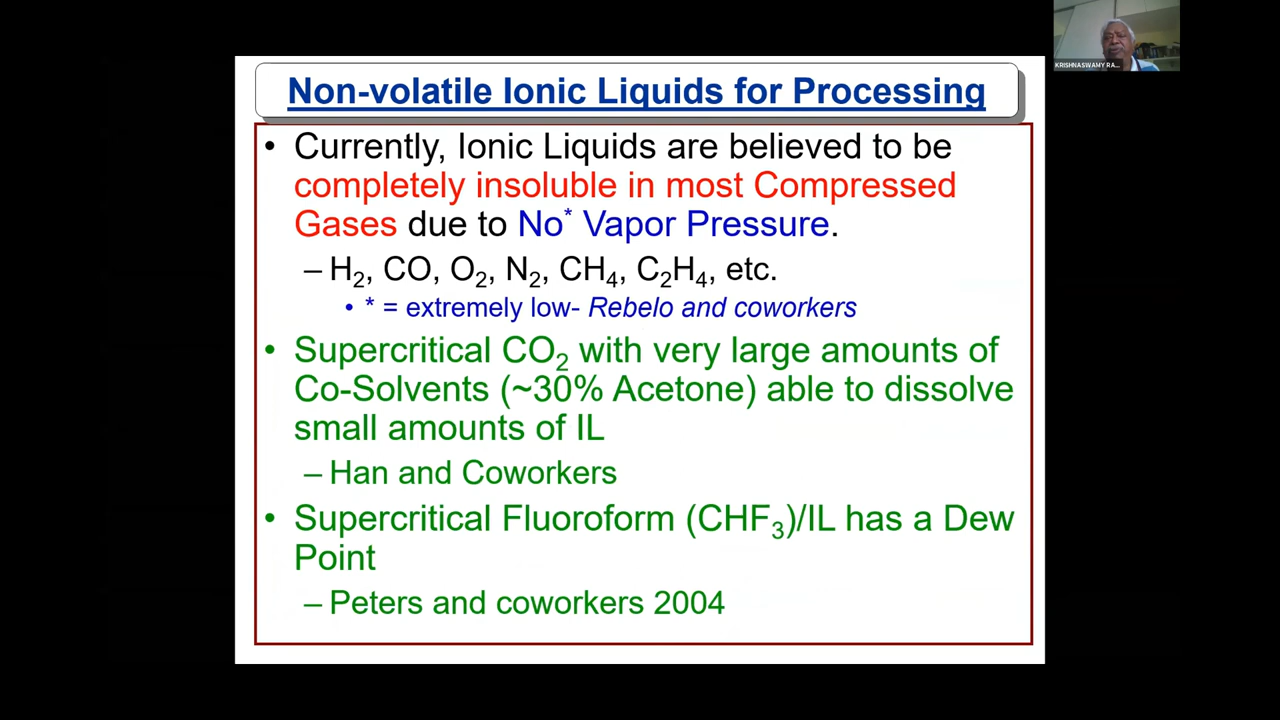 KRISHNASWAMY RA...
Non-volatile Ionic Liquids for Processing
• Currently, Ionic Liquids are believed to be
completely insoluble in most Compressed
Gases due to No* Vapor Pressure.
– H₂, CO, O₂, N₂, CH₄, C₂H₄, etc.
• * = extremely low- Rebelo and coworkers
• Supercritical CO₂ with very large amounts of
Co-Solvents (~30% Acetone) able to dissolve
small amounts of IL
– Han and Coworkers
• Supercritical Fluoroform (CHF₃)/IL has a Dew
Point
– Peters and coworkers 2004